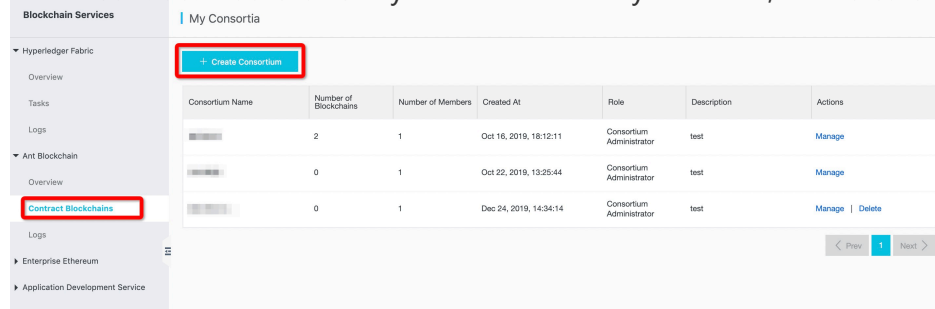 Blockchain Services
My Consortia
Hyperledger Fabric
Overview
Tasks
Logs
Ant Blockchain
Overview
Contract Blockchains
Logs
Enterprise Ethereum
Application Development Service
+ Create Consortium
Consortium Name Number of Blockchains Number of Members Created At Role Description Actions
2 1 Oct 16, 2019, 18:12:11 Consortium Administrator test Manage
0 1 Oct 22, 2019, 13:25:44 Consortium Administrator test Manage
0 1 Dec 24, 2019, 14:34:14 Consortium Administrator test Manage | Delete
Prev 1 Next